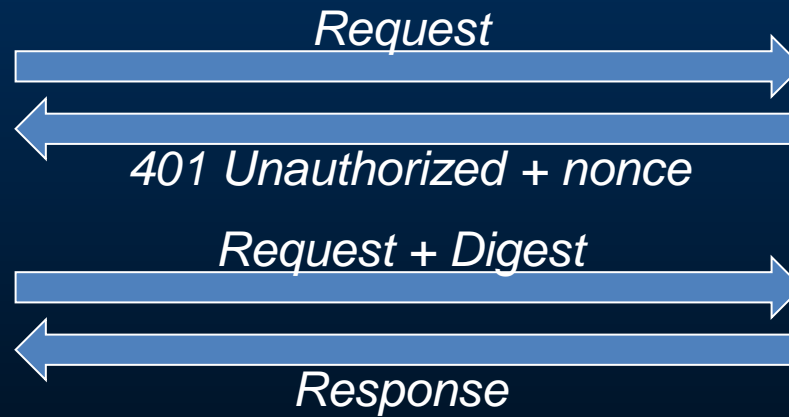 Request
401 Unauthorized + nonce
Request + Digest
Response